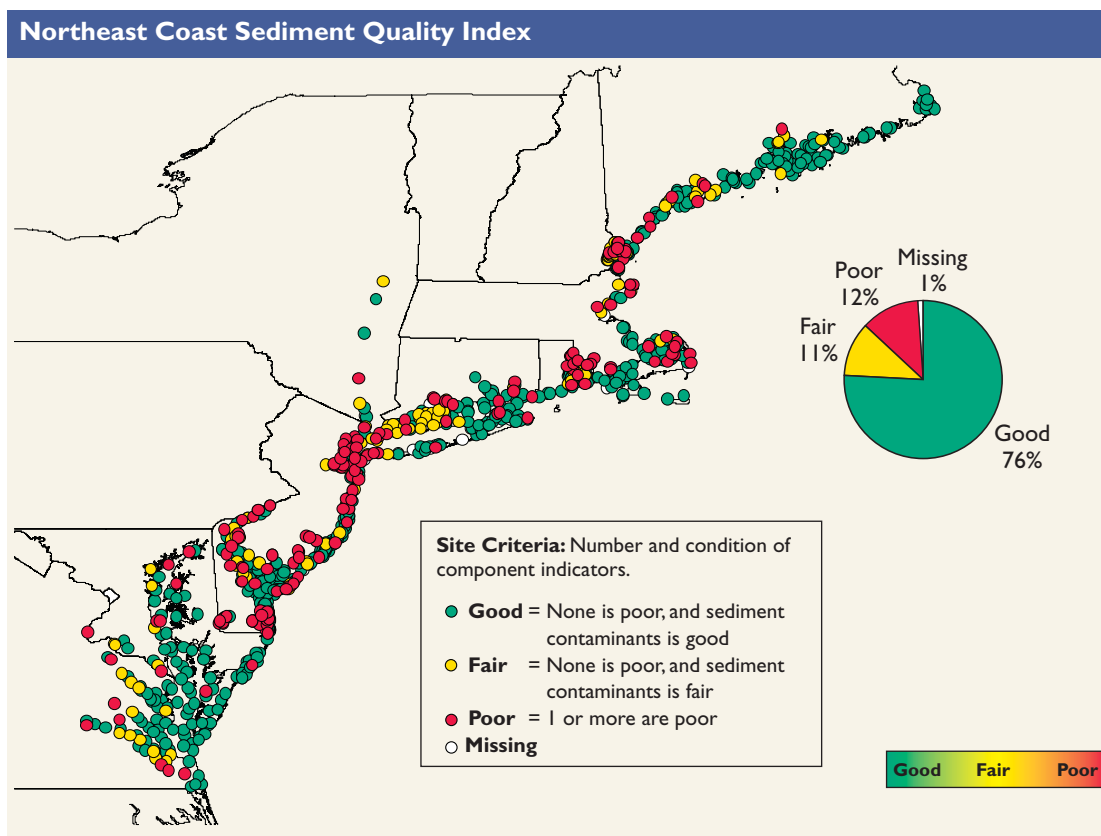 Northeast Coast Sediment Quality Index
Missing
1%
Poor
12%
Fair
11%
Good
76%
Site Criteria: Number and condition of
component indicators.
Good = None is poor, and sediment
contaminants is good
Fair = None is poor, and sediment
contaminants is fair
Poor = 1 or more are poor
Missing
Good Fair Poor